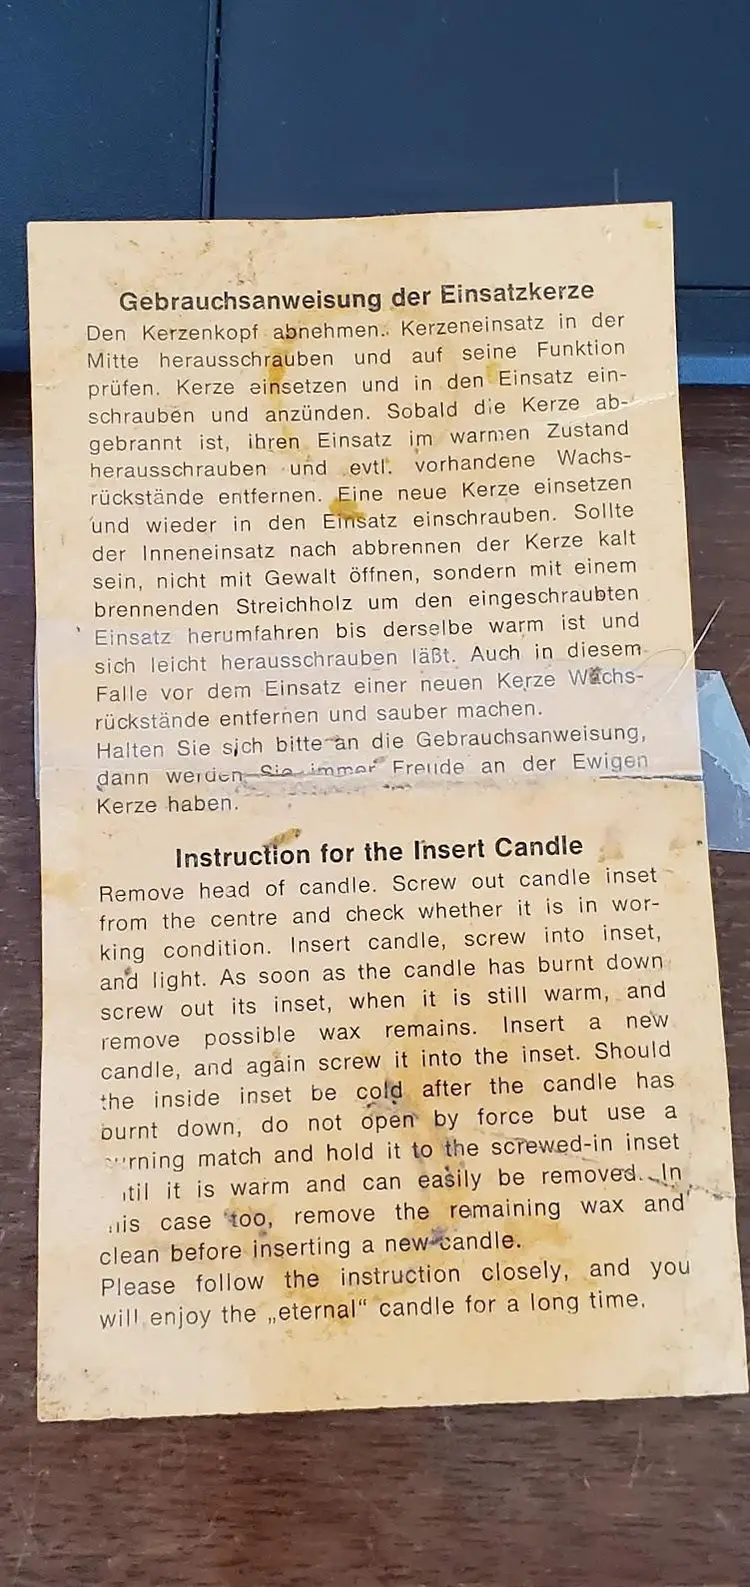 Gebrauchsanweisung der Einsatzkerze
Den Kerzenkopf abnehmen. Kerzeneinsatz in der
Mitte herausschrauben und auf seine Funktion
prüfen. Kerze einsetzen und in den Einsatz ein-
schrauben und anzünden. Sobald die Kerze ab-
gebrannt ist, ihren Einsatz im warmen Zustand
herausschrauben und evtl. vorhandene Wachs-
rückstände entfernen. Eine neue Kerze einsetzen
und wieder in den Einsatz einschrauben. Sollte
der Inneneinsatz nach abbrennen der Kerze kalt
sein, nicht mit Gewalt öffnen, sondern mit einem
brennenden Streichholz um den eingeschraubten
Einsatz herumfahren bis derselbe warm ist und
sich leicht herausschrauben läßt. Auch in diesem
Falle vor dem Einsatz einer neuen Kerze Wachs-
rückstände entfernen und sauber machen.
Halten Sie sich bitte an die Gebrauchsanweisung,
dann werden Sie immer Freude an der Ewigen
Kerze haben.
Instruction for the Insert Candle
Remove head of candle. Screw out candle inset
from the centre and check whether it is in wor-
king condition. Insert candle, screw into inset,
and light. As soon as the candle has burnt down
screw out its inset, when it is still warm, and
remove possible wax remains. Insert a new
candle, and again screw it into the inset. Should
the inside inset be cold after the candle has
burnt down, do not open by force but use a
burning match and hold it to the screwed-in inset
until it is warm and can easily be removed. In
this case too, remove the remaining wax and
clean before inserting a new candle.
Please follow the instruction closely, and you
will enjoy the „eternal“ candle for a long time.